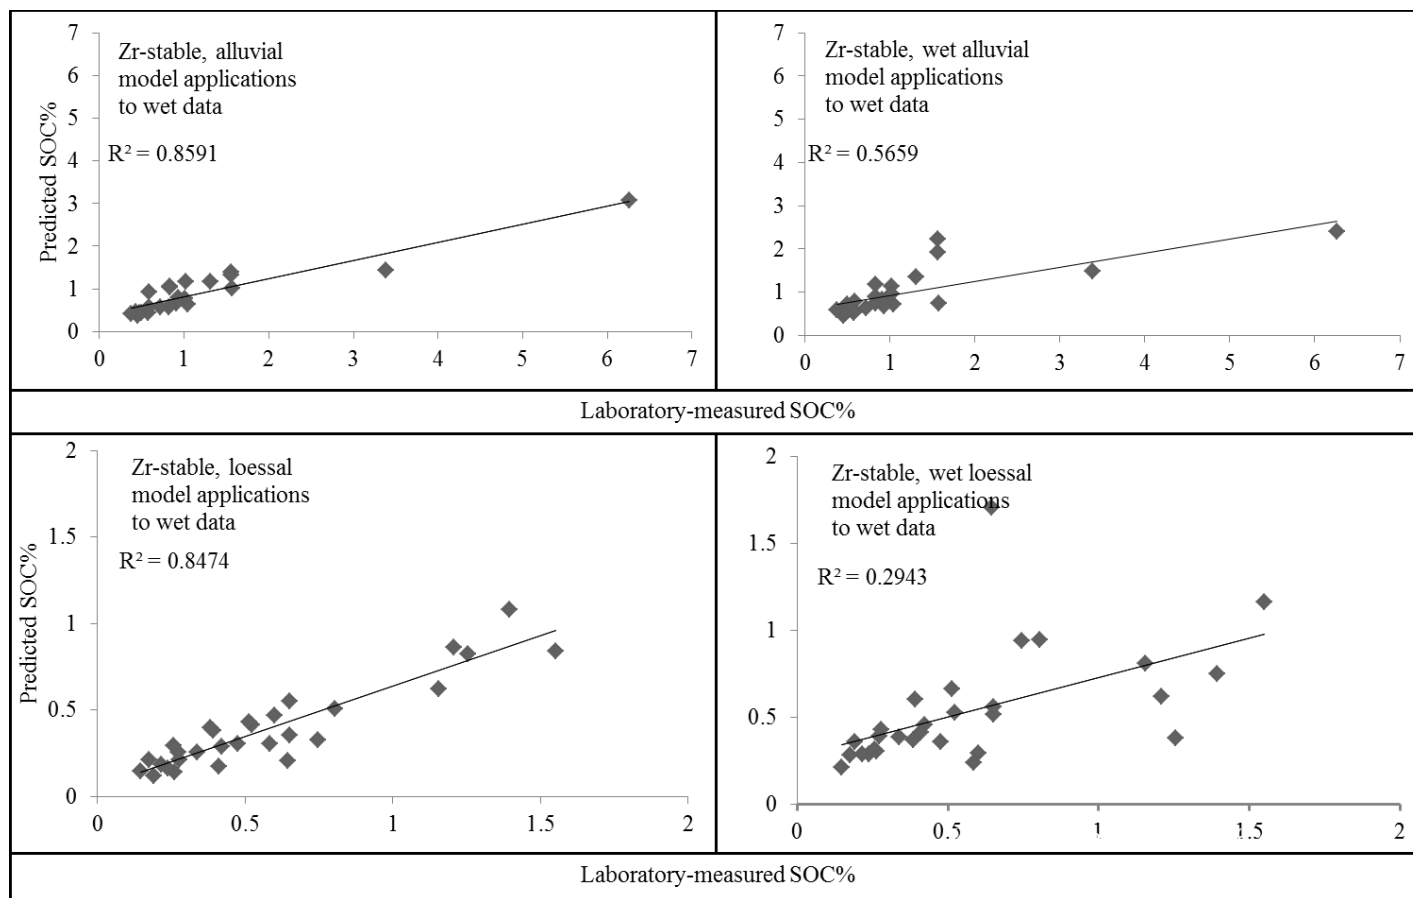 7
6
5
4
3
2
1
0
Predicted SOC%
Zr-stable, alluvial
model applications
to wet data
R² = 0.8591
0 1 2 3 4 5 6 7
7
6
5
4
3
2
1
0
Zr-stable, wet alluvial
model applications
to wet data
R² = 0.5659
0 1 2 3 4 5 6 7
Laboratory-measured SOC%
2
1.5
1
0.5
0
Predicted SOC%
Zr-stable, loessal
model applications
to wet data
R² = 0.8474
0 0.5 1 1.5 2
2
1.5
1
0.5
0
Zr-stable, wet loessal
model applications
to wet data
R² = 0.2943
0 0.5 1 1.5 2
Laboratory-measured SOC%